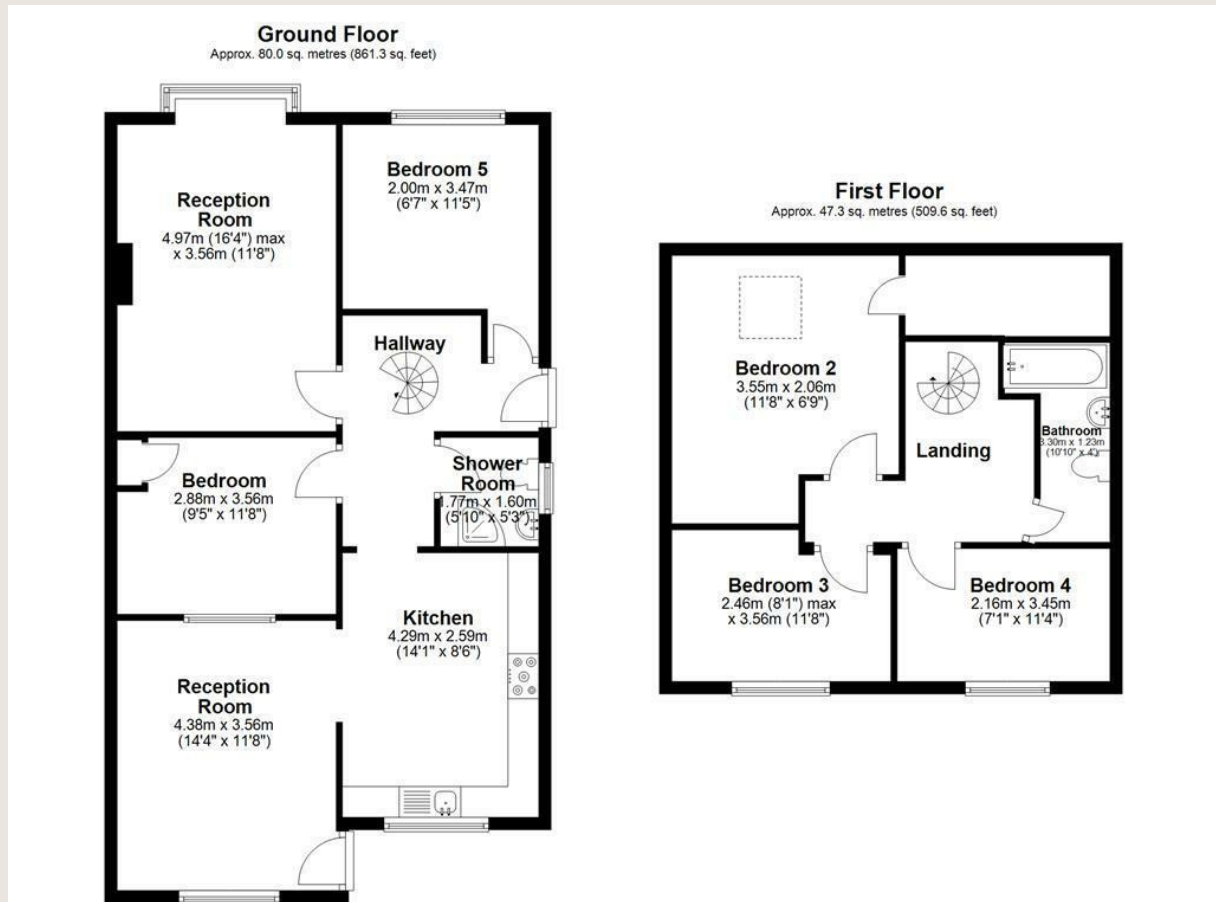 Ground Floor
Approx. 80.0 sq. metres (861.3 sq. feet)
Reception
Room
4.97m (16'4") max
x 3.56m (11'8")
Bedroom 5
2.00m x 3.47m
(6'7" x 11'5")
Hallway
Bedroom
2.88m x 3.56m
(9'5" x 11'8")
Shower
Room
1.77m x 1.60m
(5'10" x 5'3")
Kitchen
4.29m x 2.59m
(14'1" x 8'6")
Reception
Room
4.38m x 3.56m
(14'4" x 11'8")
First Floor
Approx. 47.3 sq. metres (509.6 sq. feet)
Bedroom 2
3.55m x 2.06m
(11'8" x 6'9")
Landing
Bathroom
3.30m x 1.23m
(10'10" x 4')
Bedroom 3
2.46m (8'1") max
x 3.56m (11'8")
Bedroom 4
2.16m x 3.45m
(7'1" x 11'4")